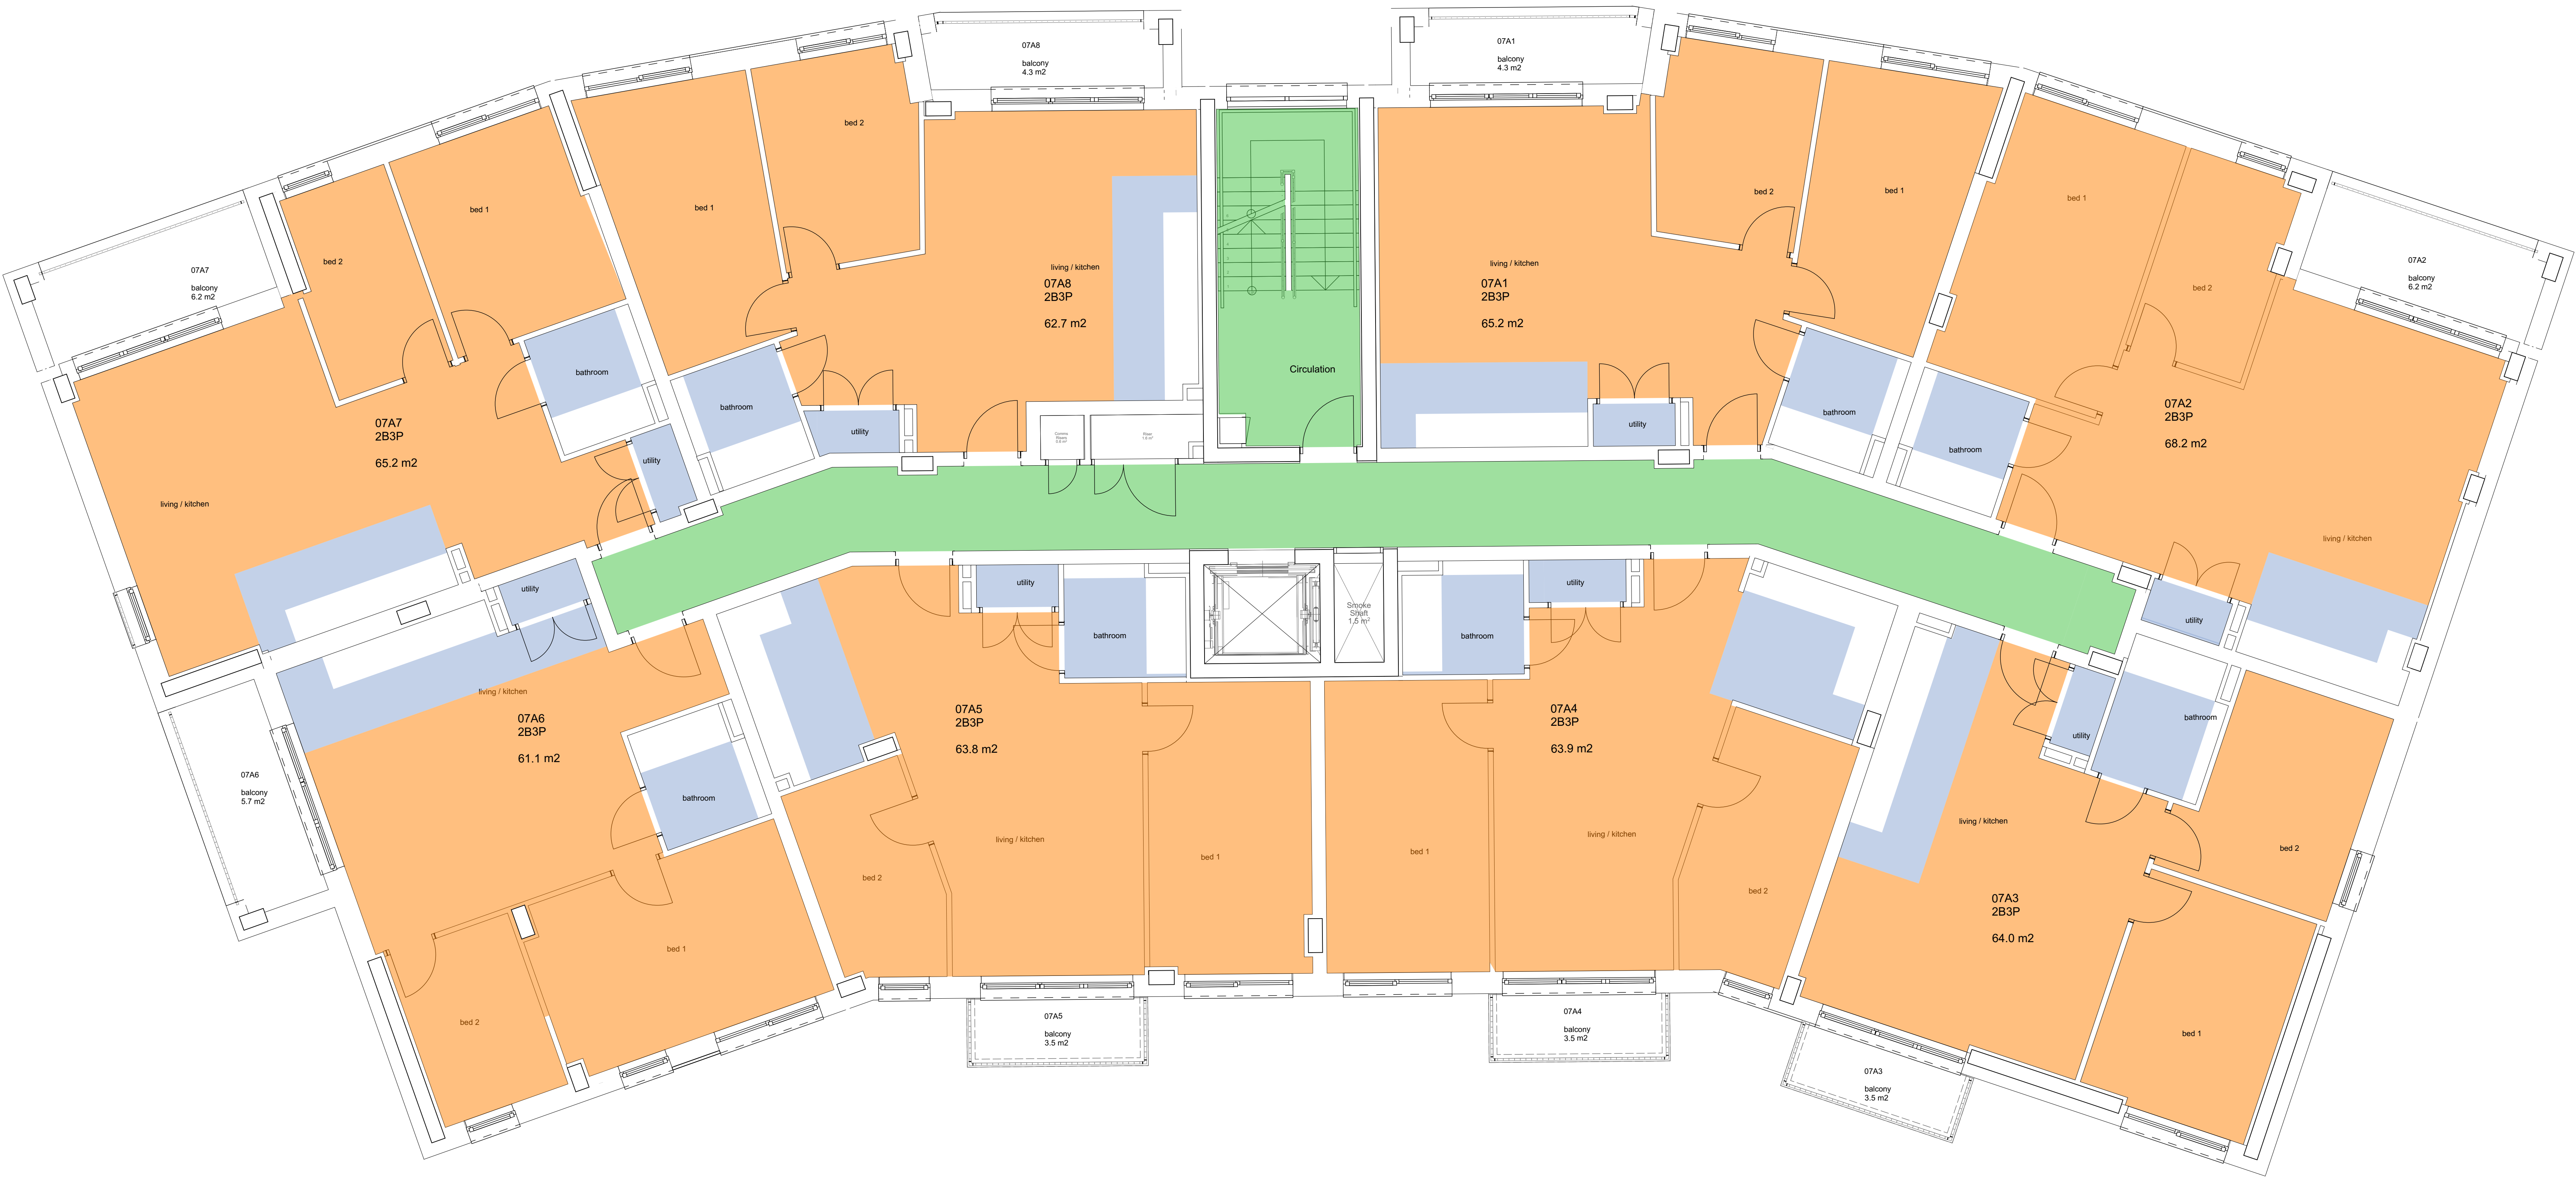 07A8
balcony
4.3 m2
07A1
balcony
4.3 m2
bed 2
bed 1
bed 1
bed 2
living / kitchen
07A8
2B3P
62.7 m2
bathroom
utility
Circulation
living / kitchen
07A1
2B3P
65.2 m2
bed 2
bed 1
bathroom
utility
bed 1
bed 2
07A2
balcony
6.2 m2
07A2
2B3P
68.2 m2
bathroom
living / kitchen
utility
07A7
balcony
6.2 m2
bed 2
bed 1
bathroom
07A7
2B3P
65.2 m2
utility
living / kitchen
Riser
utility
living / kitchen
07A6
2B3P
61.1 m2
07A6
balcony
5.7 m2
bathroom
bed 1
bed 2
utility
bathroom
07A5
2B3P
63.8 m2
living / kitchen
bed 2
bed 1
07A5
balcony
3.5 m2
Smoke
Shaft
1.5 m²
utility
bathroom
07A4
2B3P
63.9 m2
living / kitchen
bed 1
bed 2
07A4
balcony
3.5 m2
bathroom
utility
living / kitchen
bed 2
07A3
2B3P
64.0 m2
bed 1
07A3
balcony
3.5 m2